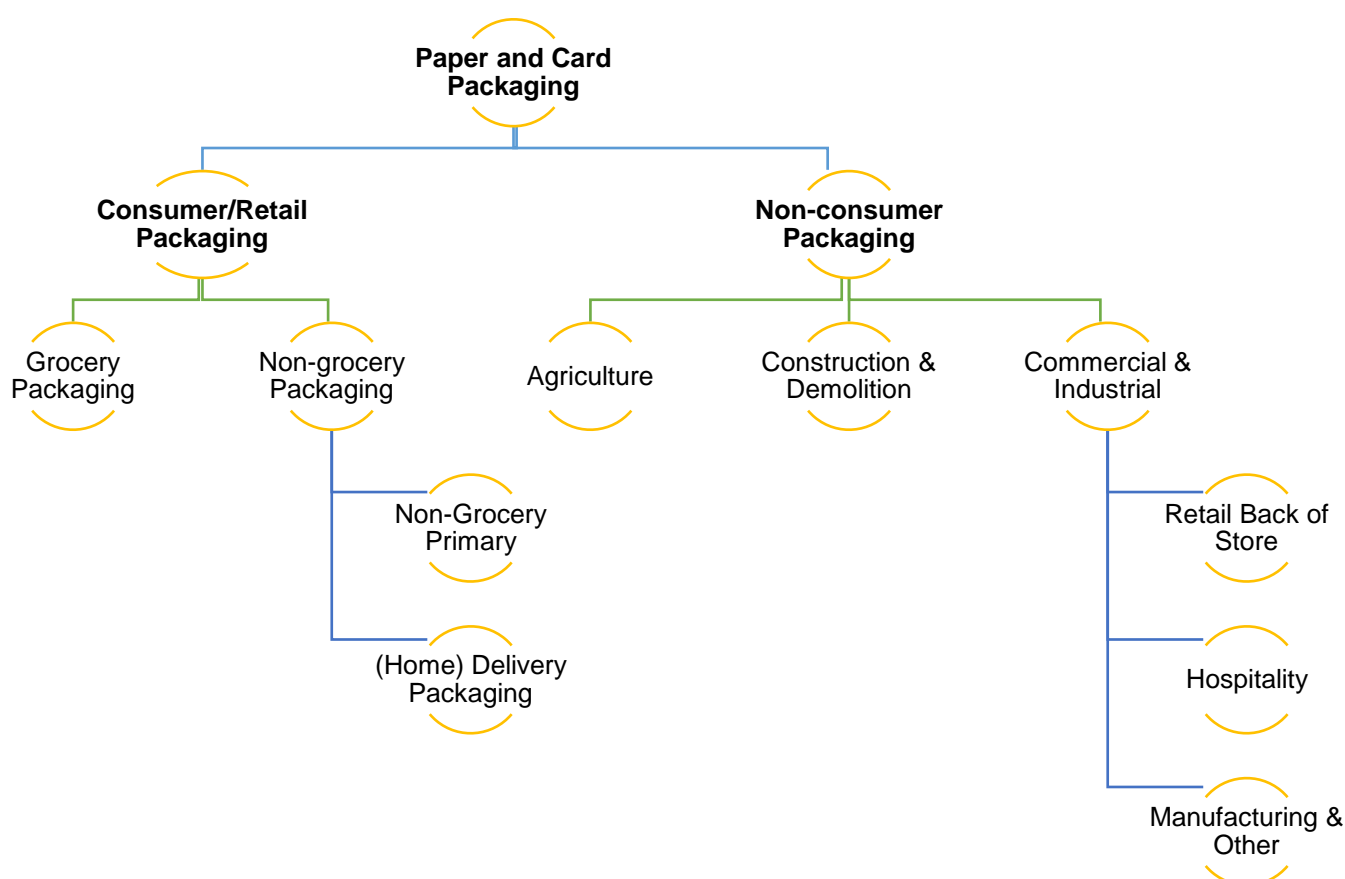 Paper and Card
Packaging
Consumer/Retail
Packaging
Non-consumer
Packaging
Grocery
Packaging
Non-grocery
Packaging
Agriculture
Construction &
Demolition
Commercial &
Industrial
Non-Grocery
Primary
Retail Back of
Store
(Home) Delivery
Packaging
Hospitality
Manufacturing &
Other